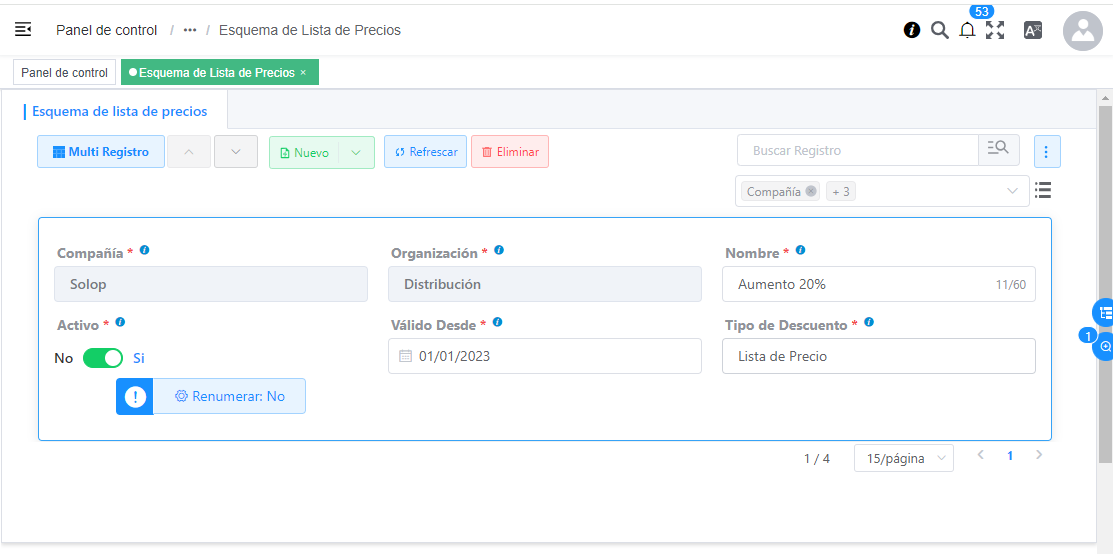 53
Panel de control / ••• / Esquema de Lista de Precios
Panel de control
Esquema de Lista de Precios ×
Esquema de lista de precios
Multi Registro
Nuevo
Refrescar
Eliminar
Buscar Registro
Compañía
+ 3
Compañía *
Organización *
Nombre *
Solop
Distribución
Aumento 20%
11/60
Activo *
Válido Desde *
Tipo de Descuento *
No
Si
01/01/2023
Lista de Precio
1
Renumerar: No
1 / 4
15/página
1